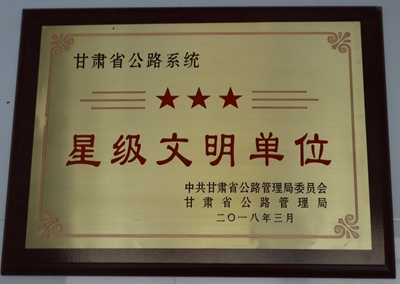 甘肃省公路系统
★★★
星级文明单位
中共甘肃省公路管理局委员会
甘肃省公路管理局
二〇一八年三月